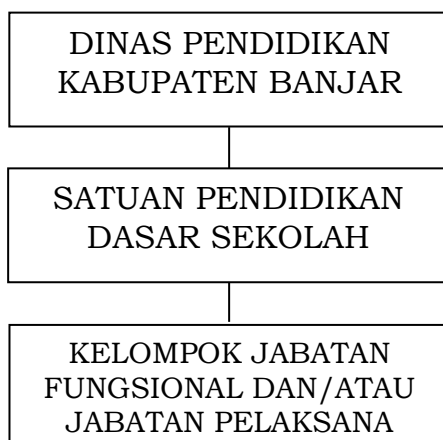 DINAS PENDIDIKAN
KABUPATEN BANJAR
SATUAN PENDIDIKAN
DASAR SEKOLAH
KELOMPOK JABATAN
FUNGSIONAL DAN/ATAU
JABATAN PELAKSANA